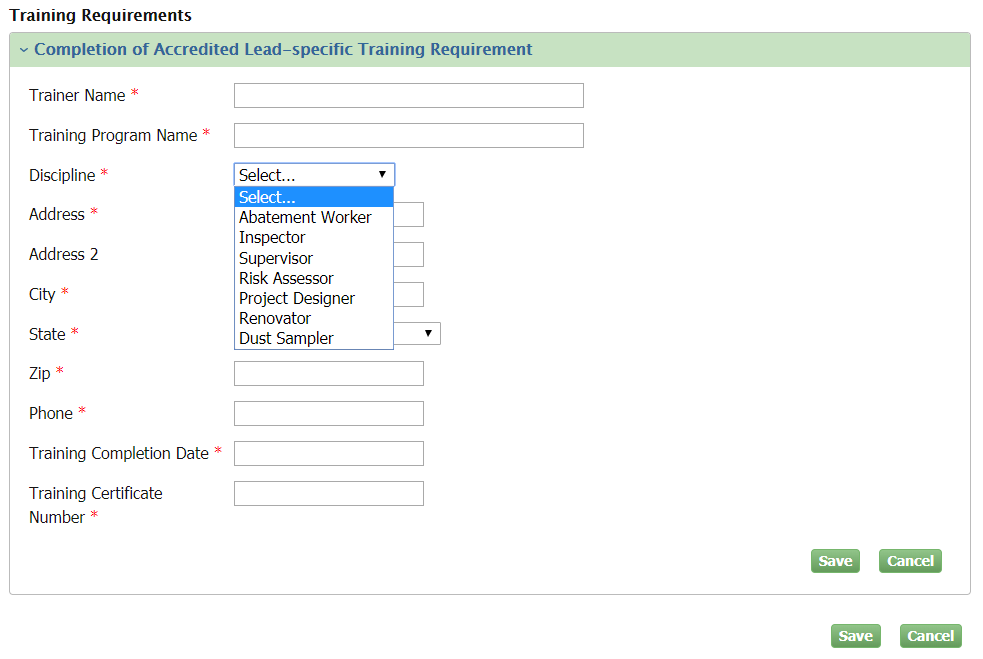 Training Requirements
Completion of Accredited Lead-specific Training Requirement
Trainer Name *
Training Program Name *
Discipline *
Select...
Select...
Abatement Worker
Inspector
Supervisor
Risk Assessor
Project Designer
Renovator
Dust Sampler
Address *
Address 2
City *
State *
Zip *
Phone *
Training Completion Date *
Training Certificate
Number *
Save Cancel
Save Cancel